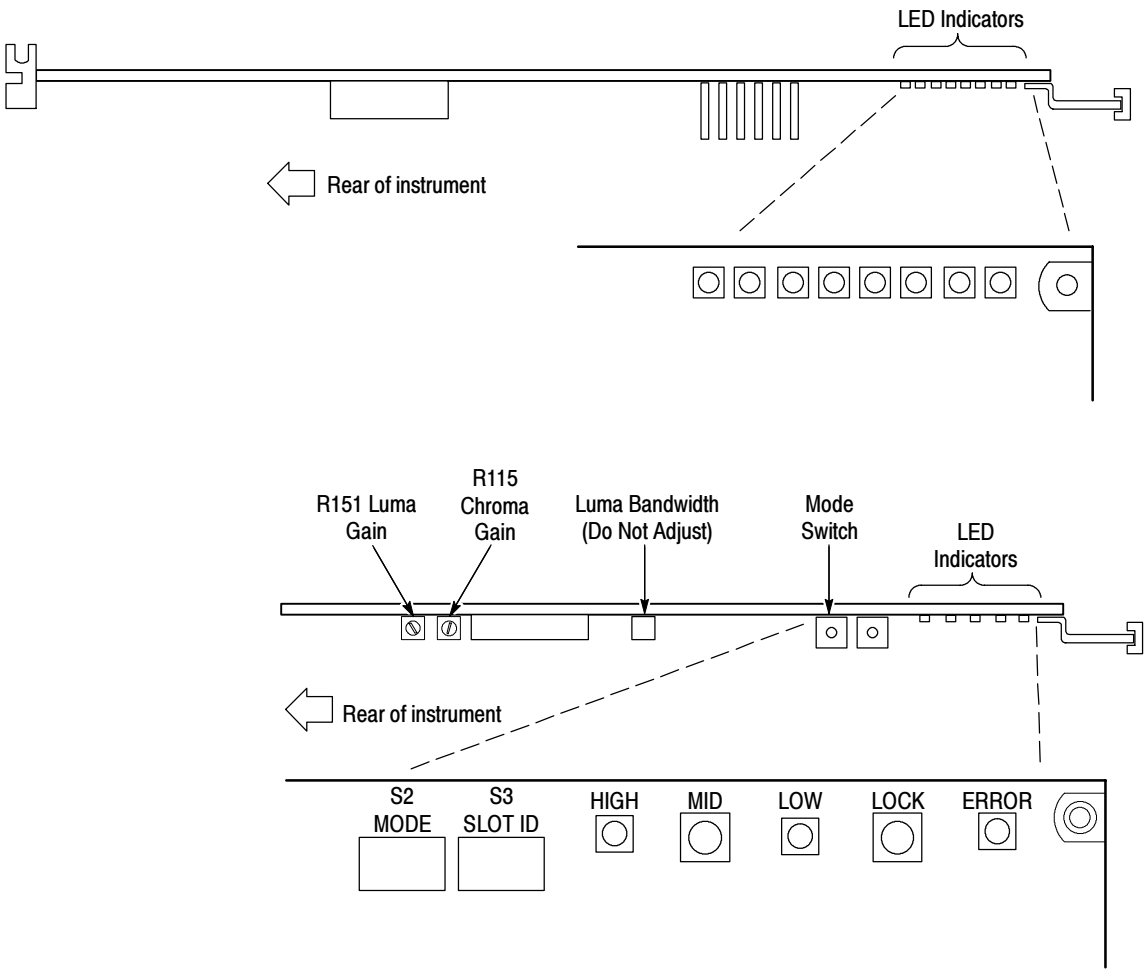 LED Indicators
Rear of instrument
R151 Luma
Gain
R115
Chroma
Gain
Luma Bandwidth
(Do Not Adjust)
Mode
Switch
LED
Indicators
Rear of instrument
S2
MODE
S3
SLOT ID
HIGH
MID
LOW
LOCK
ERROR